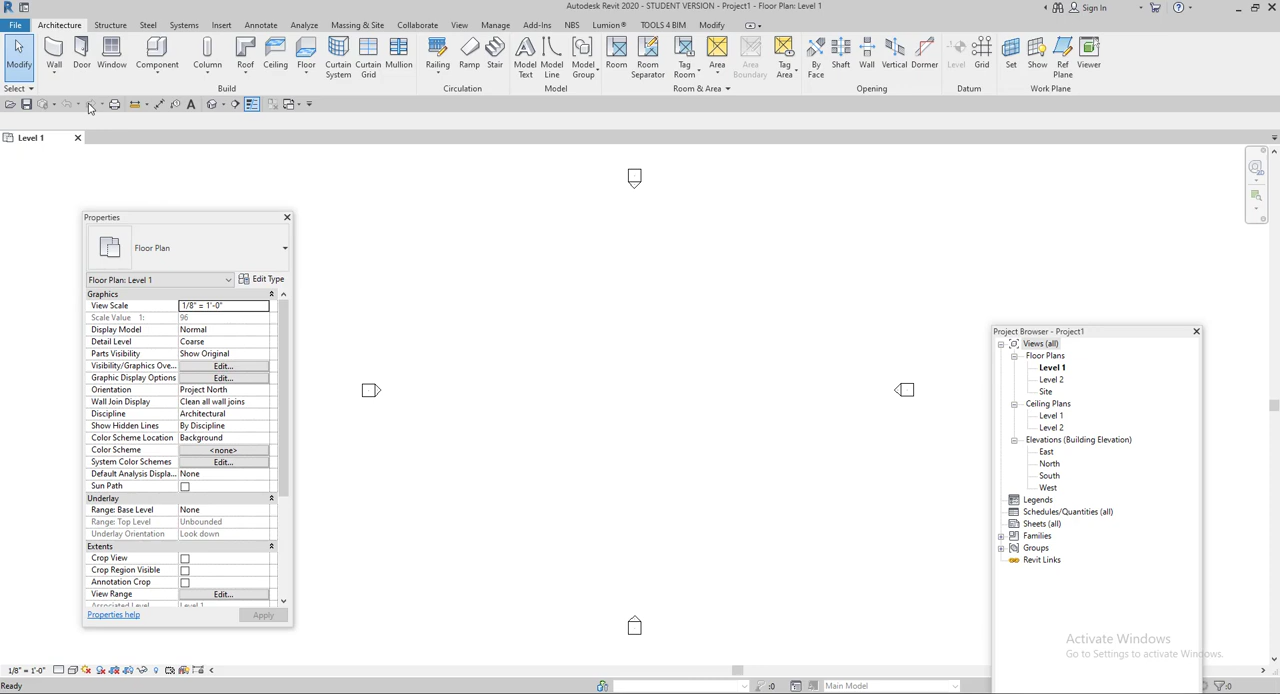 Autodesk Revit 2020 - STUDENT VERSION - Project1 - Floor Plan: Level 1
Sign In
File Architecture Structure Steel Systems Insert Annotate Analyze Massing & Site Collaborate View Manage Add-Ins NBS Lumion® TOOLS 4 BIM Modify
Modify Wall Door Window Component Column Roof Ceiling Floor Curtain System Curtain Grid Mullion Railing Ramp Stair Model Text Model Line Model Group Room Room Separator Tag Room Area Area Boundary Tag Area By Face Shaft Wall Vertical Dormer Level Grid Set Show Ref Plane Viewer
Select Build Circulation Model Room & Area Opening Datum Work Plane
Level 1
Properties
Floor Plan
Floor Plan: Level 1 Edit Type
Graphics
View Scale 1/8" = 1'-0"
Scale Value 1: 96
Display Model Normal
Detail Level Coarse
Parts Visibility Show Original
Visibility/Graphics Ove... Edit...
Graphic Display Options Edit...
Orientation Project North
Wall Join Display Clean all wall joins
Discipline Architectural
Show Hidden Lines By Discipline
Color Scheme Location Background
Color Scheme <none>
System Color Schemes Edit...
Default Analysis Displa... None
Sun Path
Underlay
Range: Base Level None
Range: Top Level Unbounded
Underlay Orientation Look down
Extents
Crop View
Crop Region Visible
Annotation Crop
View Range Edit...
Associated Level Level 1
Properties help Apply
Project Browser - Project1
Views (all)
Floor Plans
Level 1
Level 2
Site
Ceiling Plans
Level 1
Level 2
Elevations (Building Elevation)
East
North
South
West
Legends
Schedules/Quantities (all)
Sheets (all)
Families
Groups
Revit Links
Activate Windows
Go to Settings to activate Windows.
1/8" = 1'-0"
Ready :0 Main Model :0